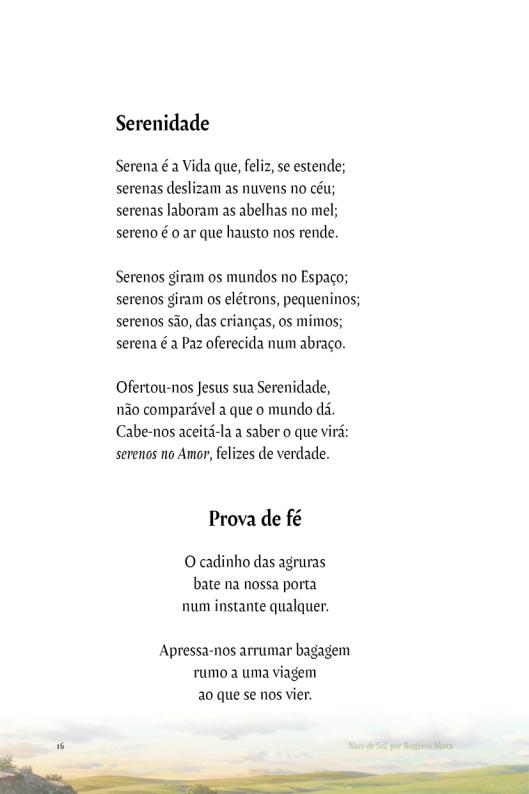 Serenidade
Serena é a Vida que, feliz, se estende;
serenas deslizam as nuvens no céu;
serenas laboram as abelhas no mel;
sereno é o ar que hausto nos rende.
Serenos giram os mundos no Espaço;
serenos giram os elétrons, pequeninos;
serenos são, das crianças, os mimos;
serena é a Paz oferecida num abraço.
Ofertou-nos Jesus sua Serenidade,
não comparável a que o mundo dá.
Cabe-nos aceitá-la a saber o que virá:
serenos no Amor, felizes de verdade.
Prova de fé
O cadinho das agruras
bate na nossa porta
num instante qualquer.
Apressa-nos arrumar bagagem
rumo a uma viagem
ao que se nos vier.
16
Naco de Sol, por Rogério Mota